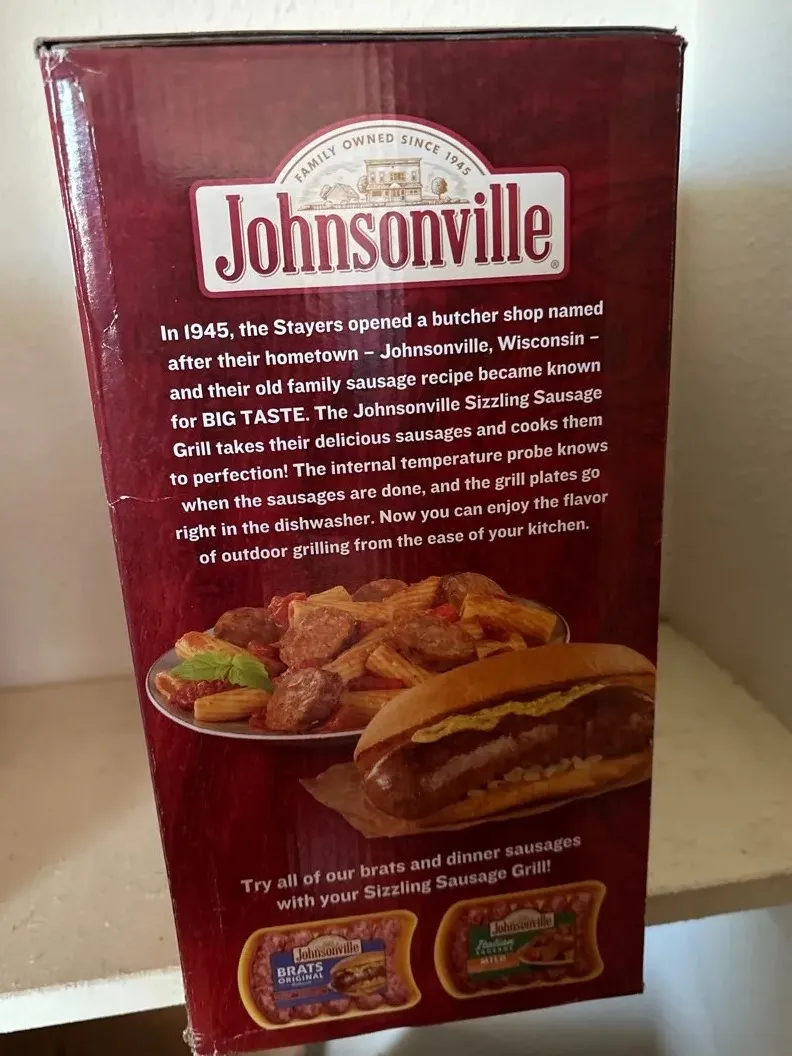 FAMILY OWNED SINCE 1945
Johnsonville®
In 1945, the Stayers opened a butcher shop named
after their hometown – Johnsonville, Wisconsin –
and their old family sausage recipe became known
for BIG TASTE. The Johnsonville Sizzling Sausage
Grill takes their delicious sausages and cooks them
to perfection! The internal temperature probe knows
when the sausages are done, and the grill plates go
right in the dishwasher. Now you can enjoy the flavor
of outdoor grilling from the ease of your kitchen.
Try all of our brats and dinner sausages
with your Sizzling Sausage Grill!
Johnsonville
BRATS
ORIGINAL
Johnsonville
Italian
SAUSAGE
MILD